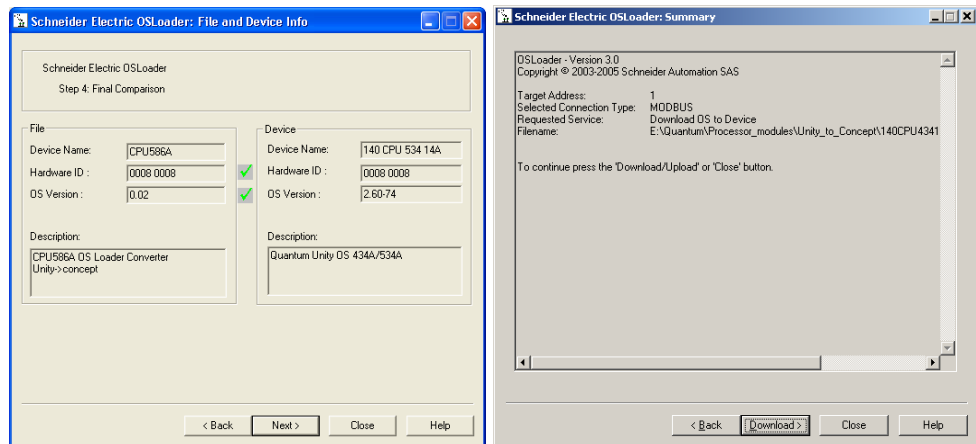 Schneider Electric OSLoader: File and Device Info
Schneider Electric OSLoader
Step 4: Final Comparison
File
Device Name: CPU586A
Hardware ID : 0008 0008
OS Version : 0.02
Description:
CPU586A OS Loader Converter
Unity->concept
Device
Device Name: 140 CPU 534 14A
Hardware ID : 0008 0008
OS Version : 2.60-74
Description:
Quantum Unity OS 434A/534A
< Back Next > Close Help
Schneider Electric OSLoader: Summary
OSLoader - Version 3.0
Copyright © 2003-2005 Schneider Automation SAS
Target Address: 1
Selected Connection Type: MODBUS
Requested Service: Download OS to Device
Filename: E:\Quantum\Processor_modules\Unity_to_Concept\140CPU4341
To continue press the 'Download/Upload' or 'Close' button.
< Back Download > Close Help